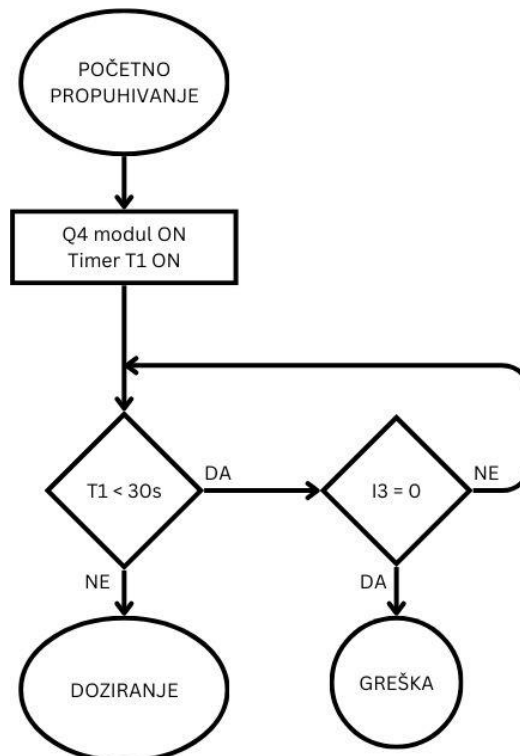 POČETNO
PROPUHIVANJE
Q4 modul ON
Timer T1 ON
T1 < 30s
DA
I3 = 0
NE
NE
DA
DOZIRANJE
GREŠKA